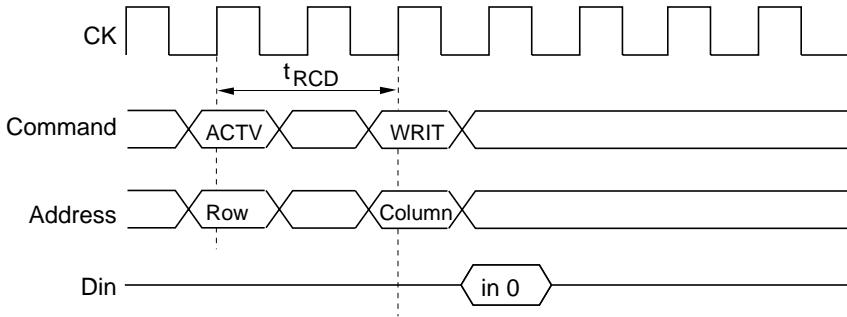 CK
tRCD
Command ACTV WRIT
Address Row Column
Din in 0